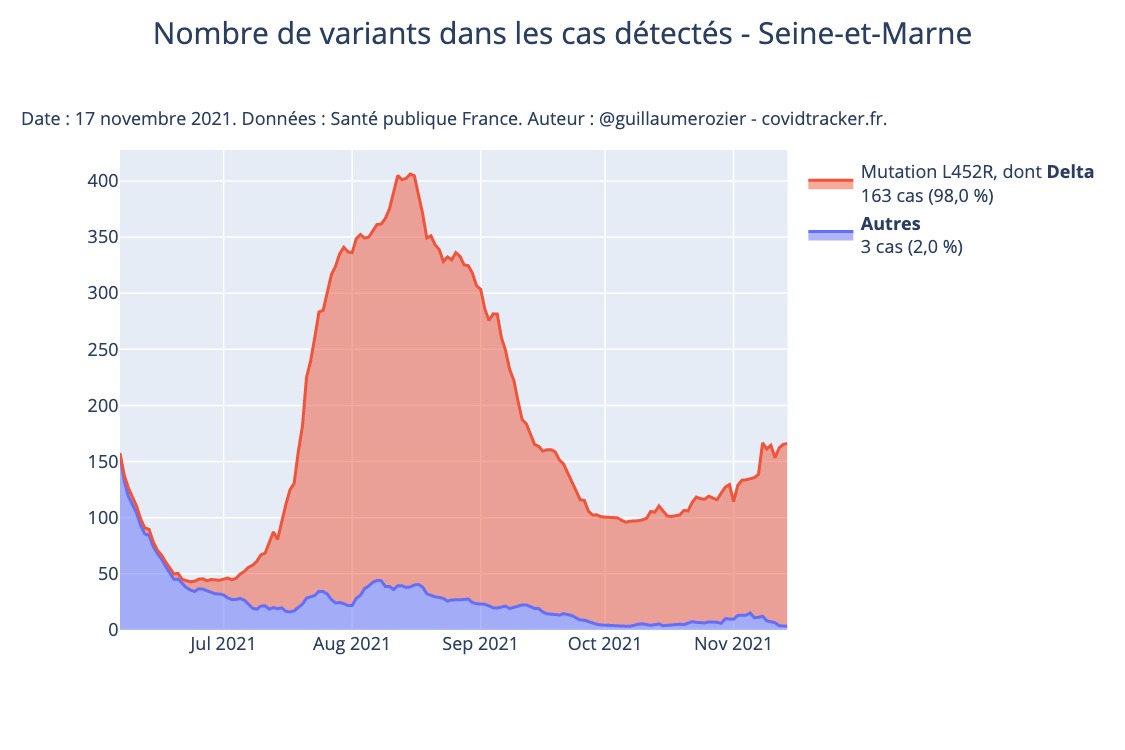 Nombre de variants dans les cas détectés - Seine-et-Marne
Date : 17 novembre 2021. Données : Santé publique France. Auteur : @guillaumerozier - covidtracker.fr.
Mutation L452R, dont Delta
163 cas (98,0 %)
Autres
3 cas (2,0 %)
400
350
300
250
200
150
100
50
0
Jul 2021 Aug 2021 Sep 2021 Oct 2021 Nov 2021